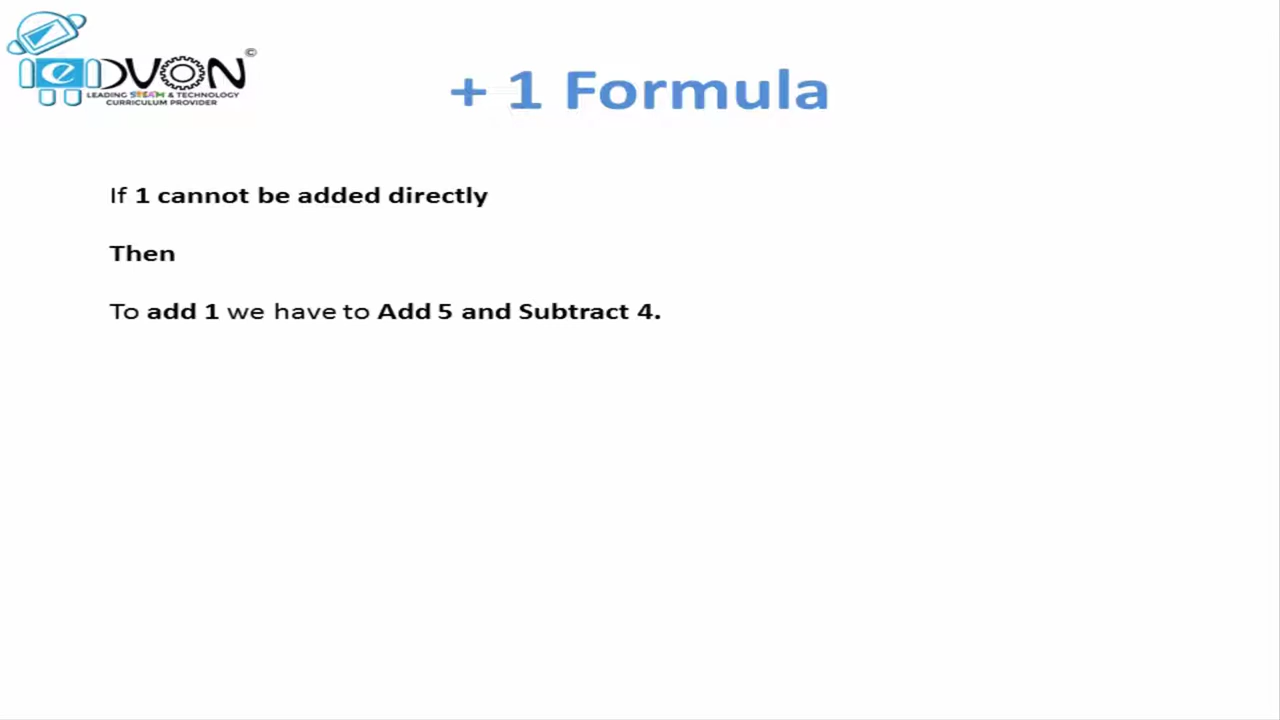 eDVON ©
LEADING STEAM & TECHNOLOGY
CURRICULUM PROVIDER
+ 1 Formula
If 1 cannot be added directly
Then
To add 1 we have to Add 5 and Subtract 4.